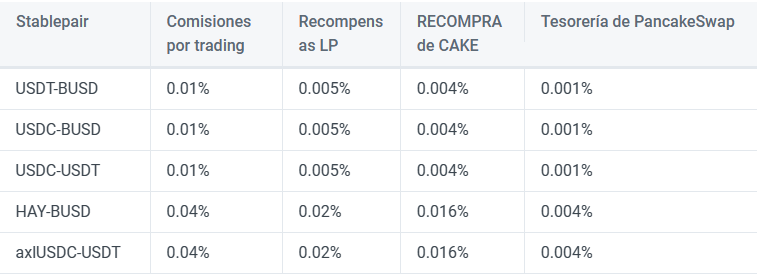 Stablepair Comisiones por trading Recompens as LP RECOMPRA de CAKE Tesorería de PancakeSwap
USDT-BUSD 0.01% 0.005% 0.004% 0.001%
USDC-BUSD 0.01% 0.005% 0.004% 0.001%
USDC-USDT 0.01% 0.005% 0.004% 0.001%
HAY-BUSD 0.04% 0.02% 0.016% 0.004%
axlUSDC-USDT 0.04% 0.02% 0.016% 0.004%